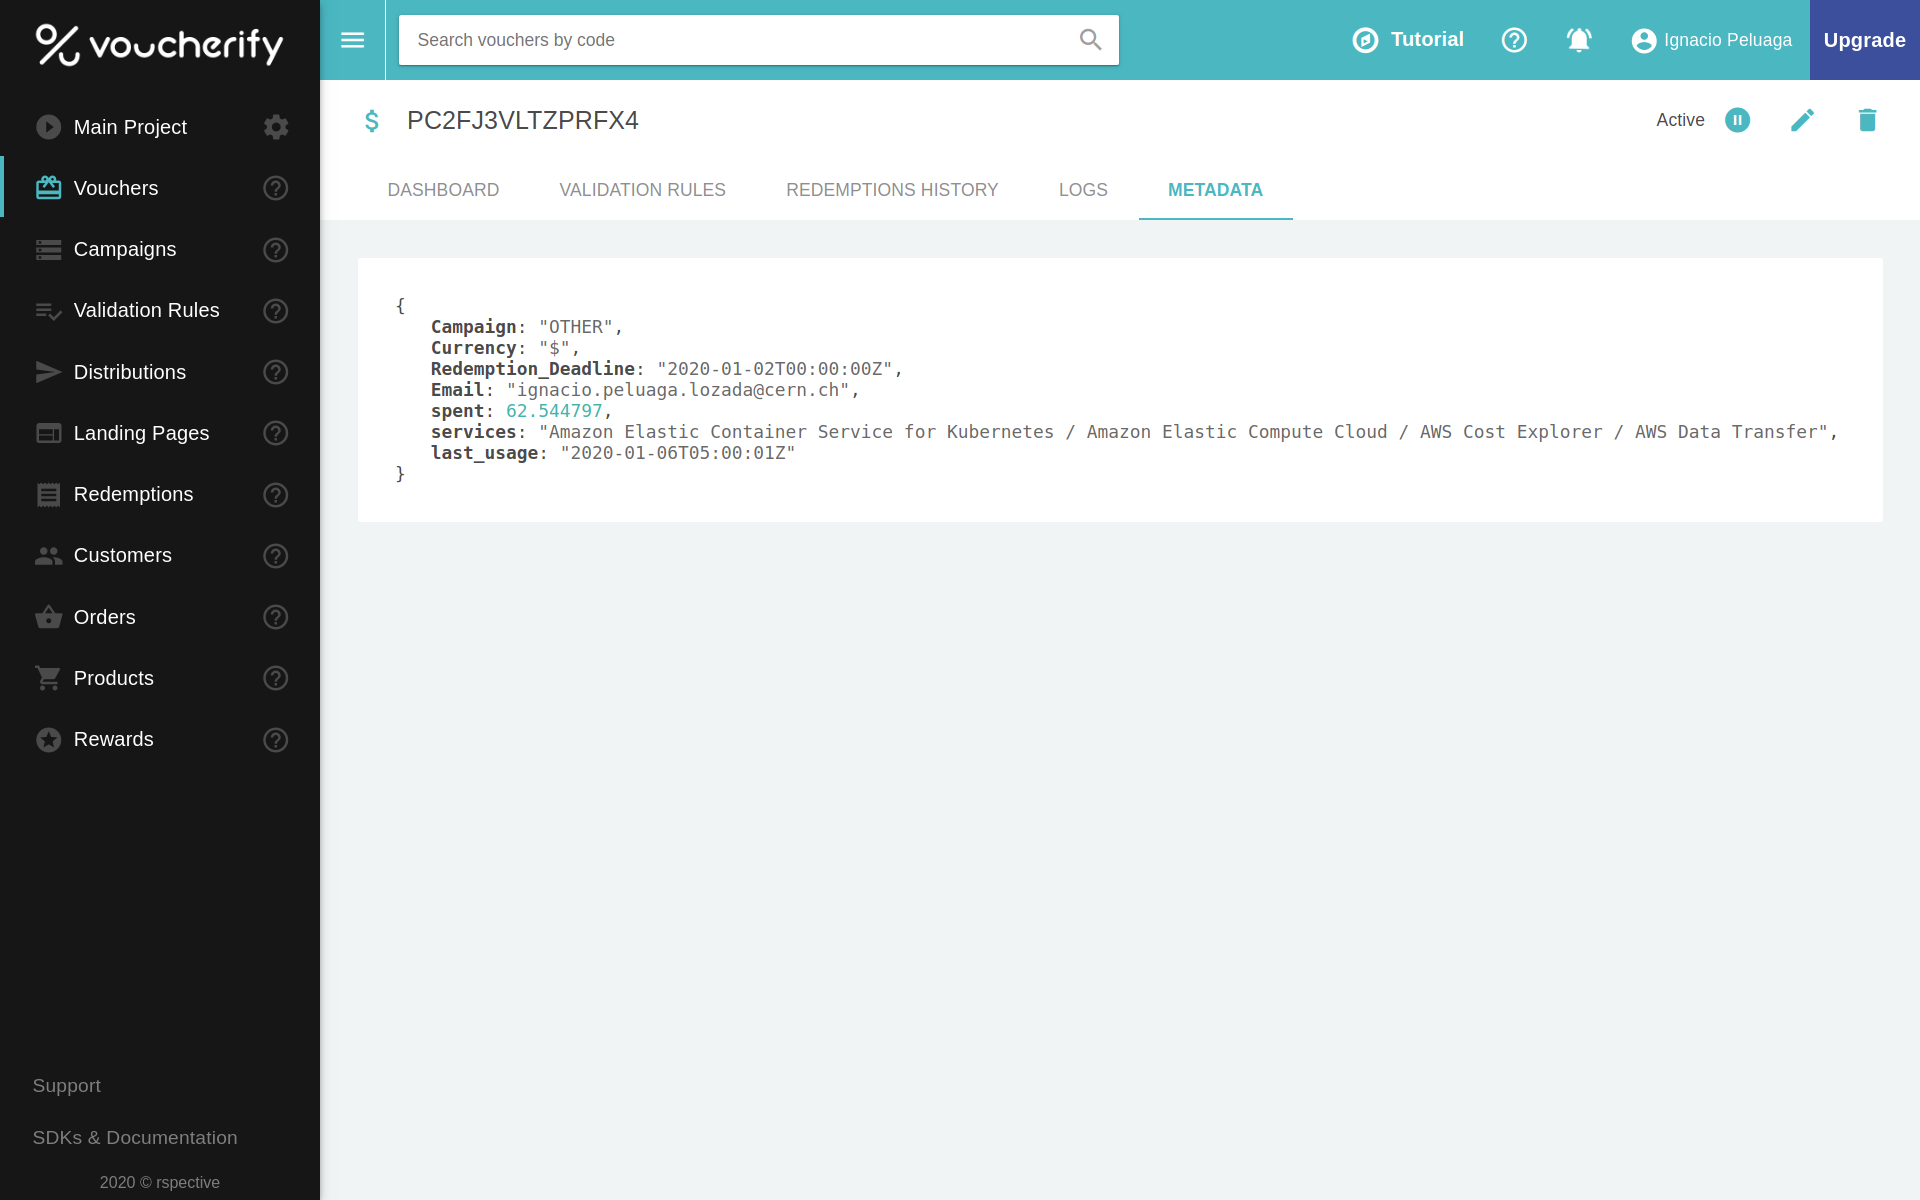 voucherify
Search vouchers by code
Tutorial
Ignacio Peluaga
Upgrade
Main Project
Vouchers
Campaigns
Validation Rules
Distributions
Landing Pages
Redemptions
Customers
Orders
Products
Rewards
Support
SDKs & Documentation
2020 © rspective
PC2FJ3VLTZPRFX4
Active
DASHBOARD
VALIDATION RULES
REDEMPTIONS HISTORY
LOGS
METADATA
{
Campaign: "OTHER",
Currency: "$",
Redemption_Deadline: "2020-01-02T00:00:00Z",
Email: "ignacio.peluaga.lozada@cern.ch",
spent: 62.544797,
services: "Amazon Elastic Container Service for Kubernetes / Amazon Elastic Compute Cloud / AWS Cost Explorer / AWS Data Transfer",
last_usage: "2020-01-06T05:00:01Z"
}